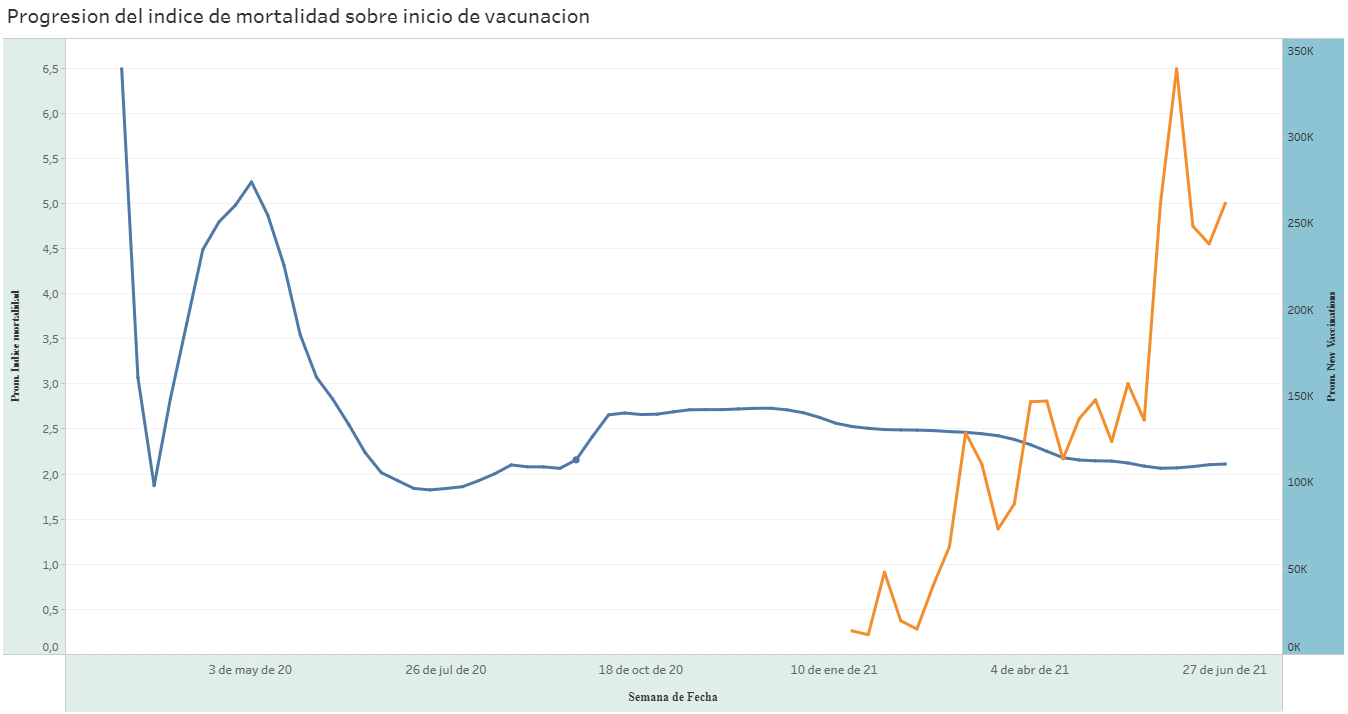 Progresion del indice de mortalidad sobre inicio de vacunacion
350K
6,5
6,0
300K
5,5
5,0
250K
4,5
4,0
200K
3,5
Prom. Indice mortalidad
Prom. New Vaccinations
3,0
150K
2,5
2,0
100K
1,5
1,0
50K
0,5
0,0
0K
3 de may de 20
26 de jul de 20
18 de oct de 20
10 de ene de 21
4 de abr de 21
27 de jun de 21
Semana de Fecha